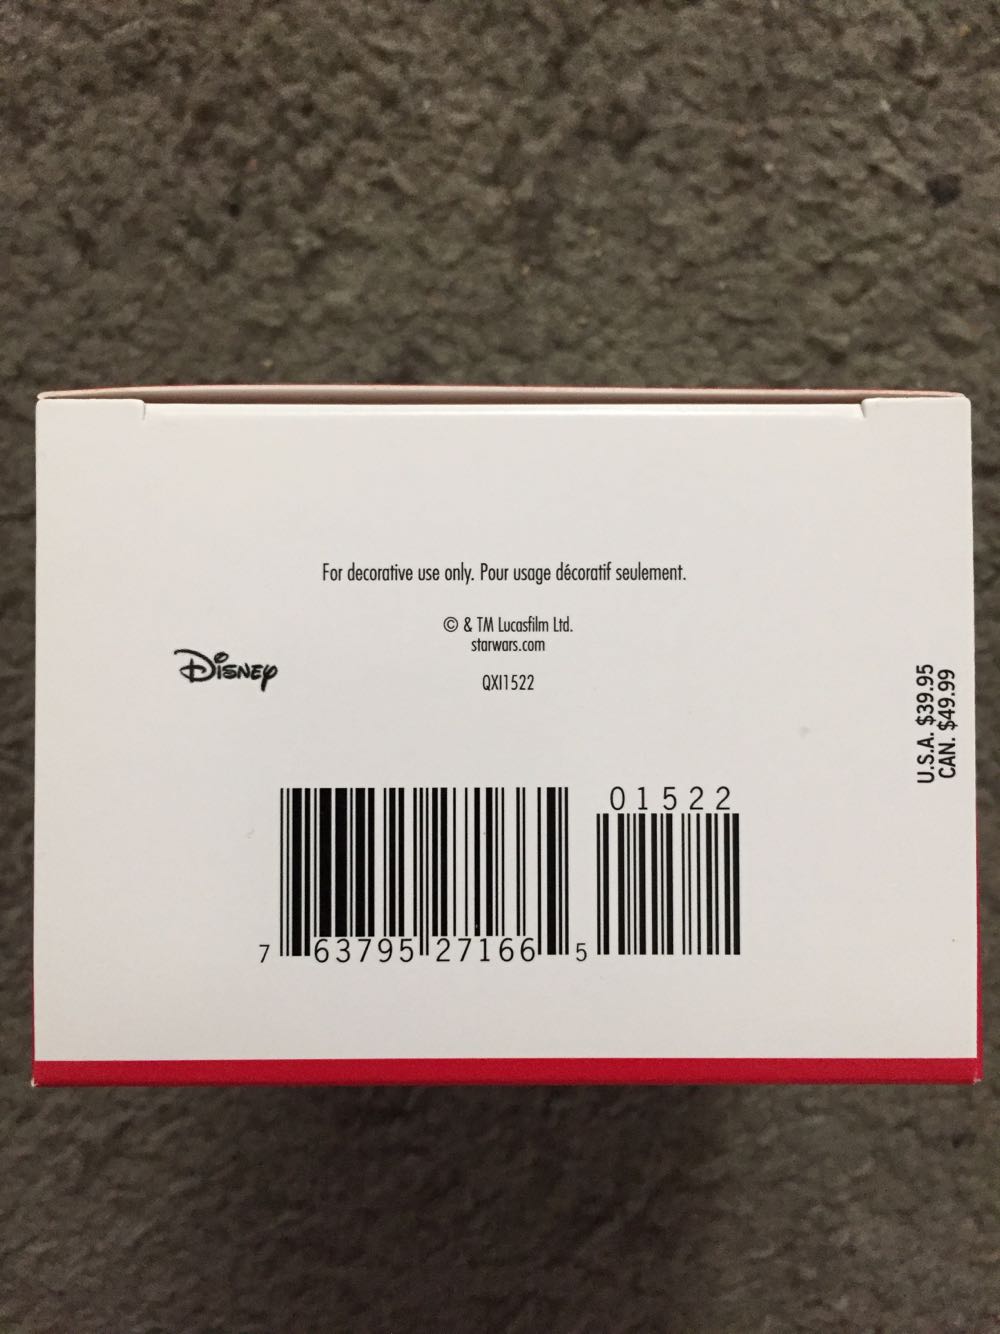 For decorative use only. Pour usage décoratif seulement.
© & TM Lucasfilm Ltd.
starwars.com
Disney
QXI1522
U.S.A. $39.95
CAN. $49.99
01522
7 63795 27166 5